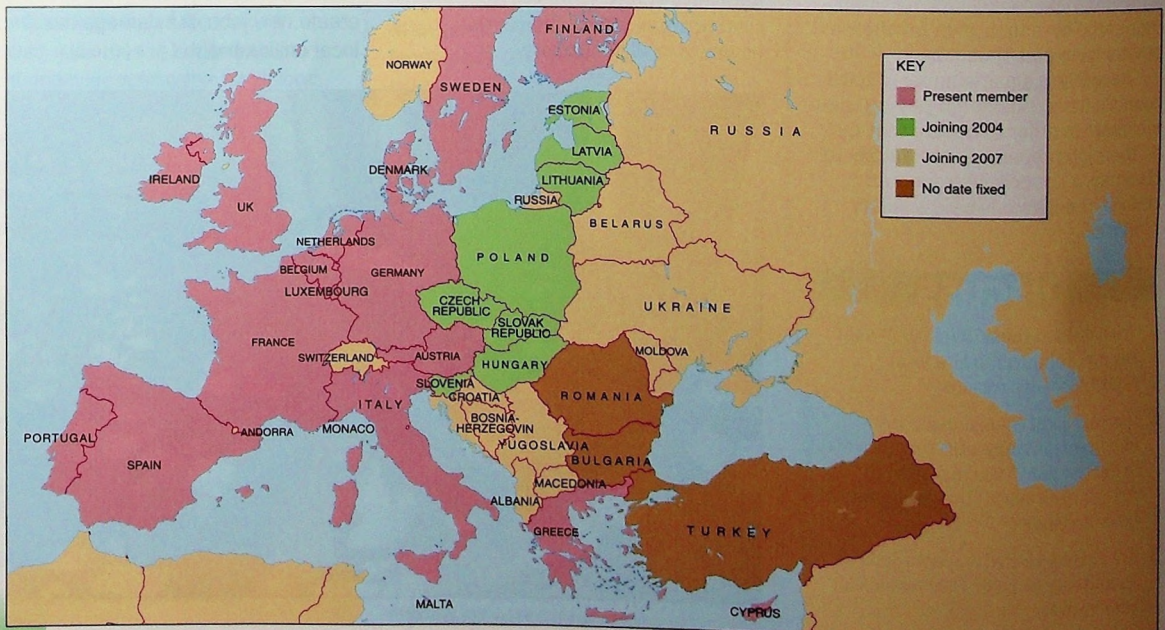 FINLAND
NORWAY
SWEDEN
ESTONIA
RUSSIA
LATVIA
DENMARK
LITHUANIA
IRELAND
RUSSIA
UK
BELARUS
NETHERLANDS
POLAND
BELGIUM
GERMANY
LUXEMBOURG
CZECH
REPUBLIC
UKRAINE
SLOVAK
REPUBLIC
FRANCE
SWITZERLAND
AUSTRIA
MOLDOVA
HUNGARY
SLOVENIA
CROATIA
ROMANIA
ITALY
BOSNIA-
HERZEGOVIN
MONACO
ANDORRA
PORTUGAL
YUGOSLAVIA
SPAIN
BULGARIA
MACEDONIA
ALBANIA
GREECE
TURKEY
MALTA
CYPRUS
KEY
Present member
Joining 2004
Joining 2007
No date fixed